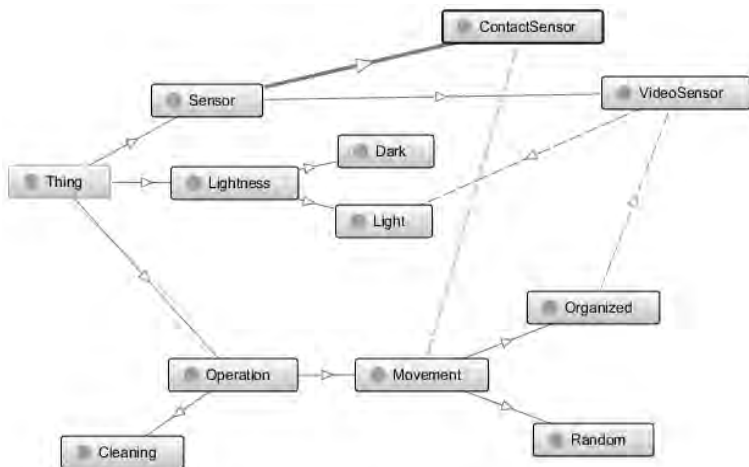 ContactSensor
Sensor
VideoSensor
Dark
Thing
Lightness
Light
Organized
Operation
Movement
Random
Cleaning